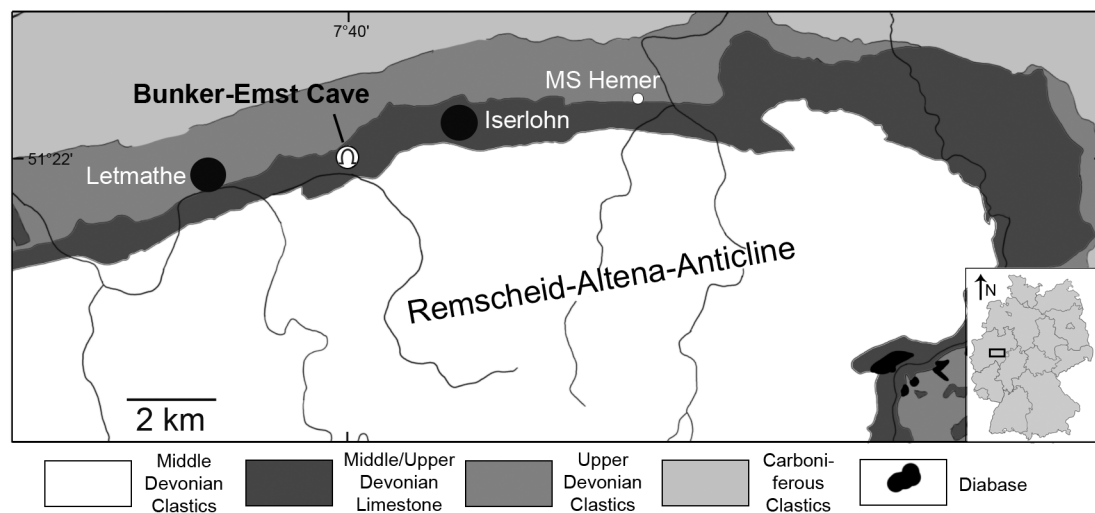 7°40'
MS Hemer
Bunker-Emst Cave
Iserlohn
51°22'
Letmathe
Remscheid-Altena-Anticline
N
2 km
Middle
Devonian
Clastics
Middle/Upper
Devonian
Limestone
Upper
Devonian
Clastics
Carboni-
ferous
Clastics
Diabase